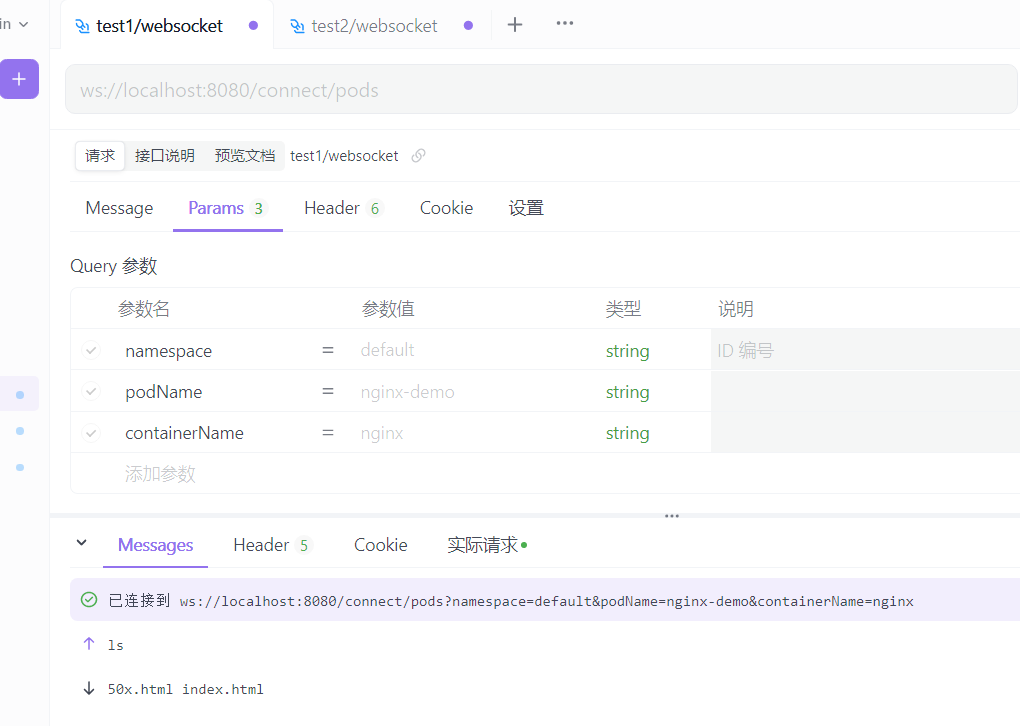 in
test1/websocket test2/websocket
ws://localhost:8080/connect/pods
请求 接口说明 预览文档 test1/websocket
Message Params 3 Header 6 Cookie 设置
Query 参数
参数名 参数值 类型 说明
namespace = default string ID 编号
podName = nginx-demo string
containerName = nginx string
添加参数
Messages Header 5 Cookie 实际请求
已连接到 ws://localhost:8080/connect/pods?namespace=default&podName=nginx-demo&containerName=nginx
ls
50x.html index.html